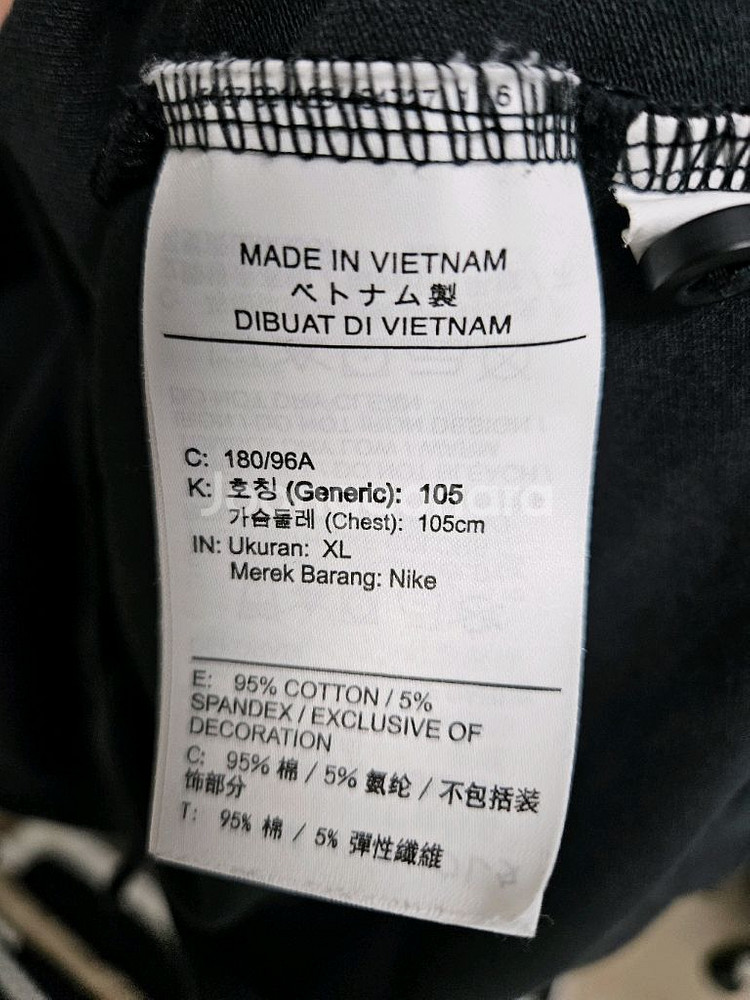 MADE IN VIETNAM
ベトナム製
DIBUAT DI VIETNAM
C: 180/96A
K: 호칭 (Generic): 105
가슴둘레 (Chest): 105cm
IN: Ukuran: XL
Merek Barang: Nike
E: 95% COTTON / 5%
SPANDEX / EXCLUSIVE OF
DECORATION
C: 95% 棉 / 5% 氨纶 / 不包括装
饰部分
T: 95% 棉 / 5% 彈性纖維